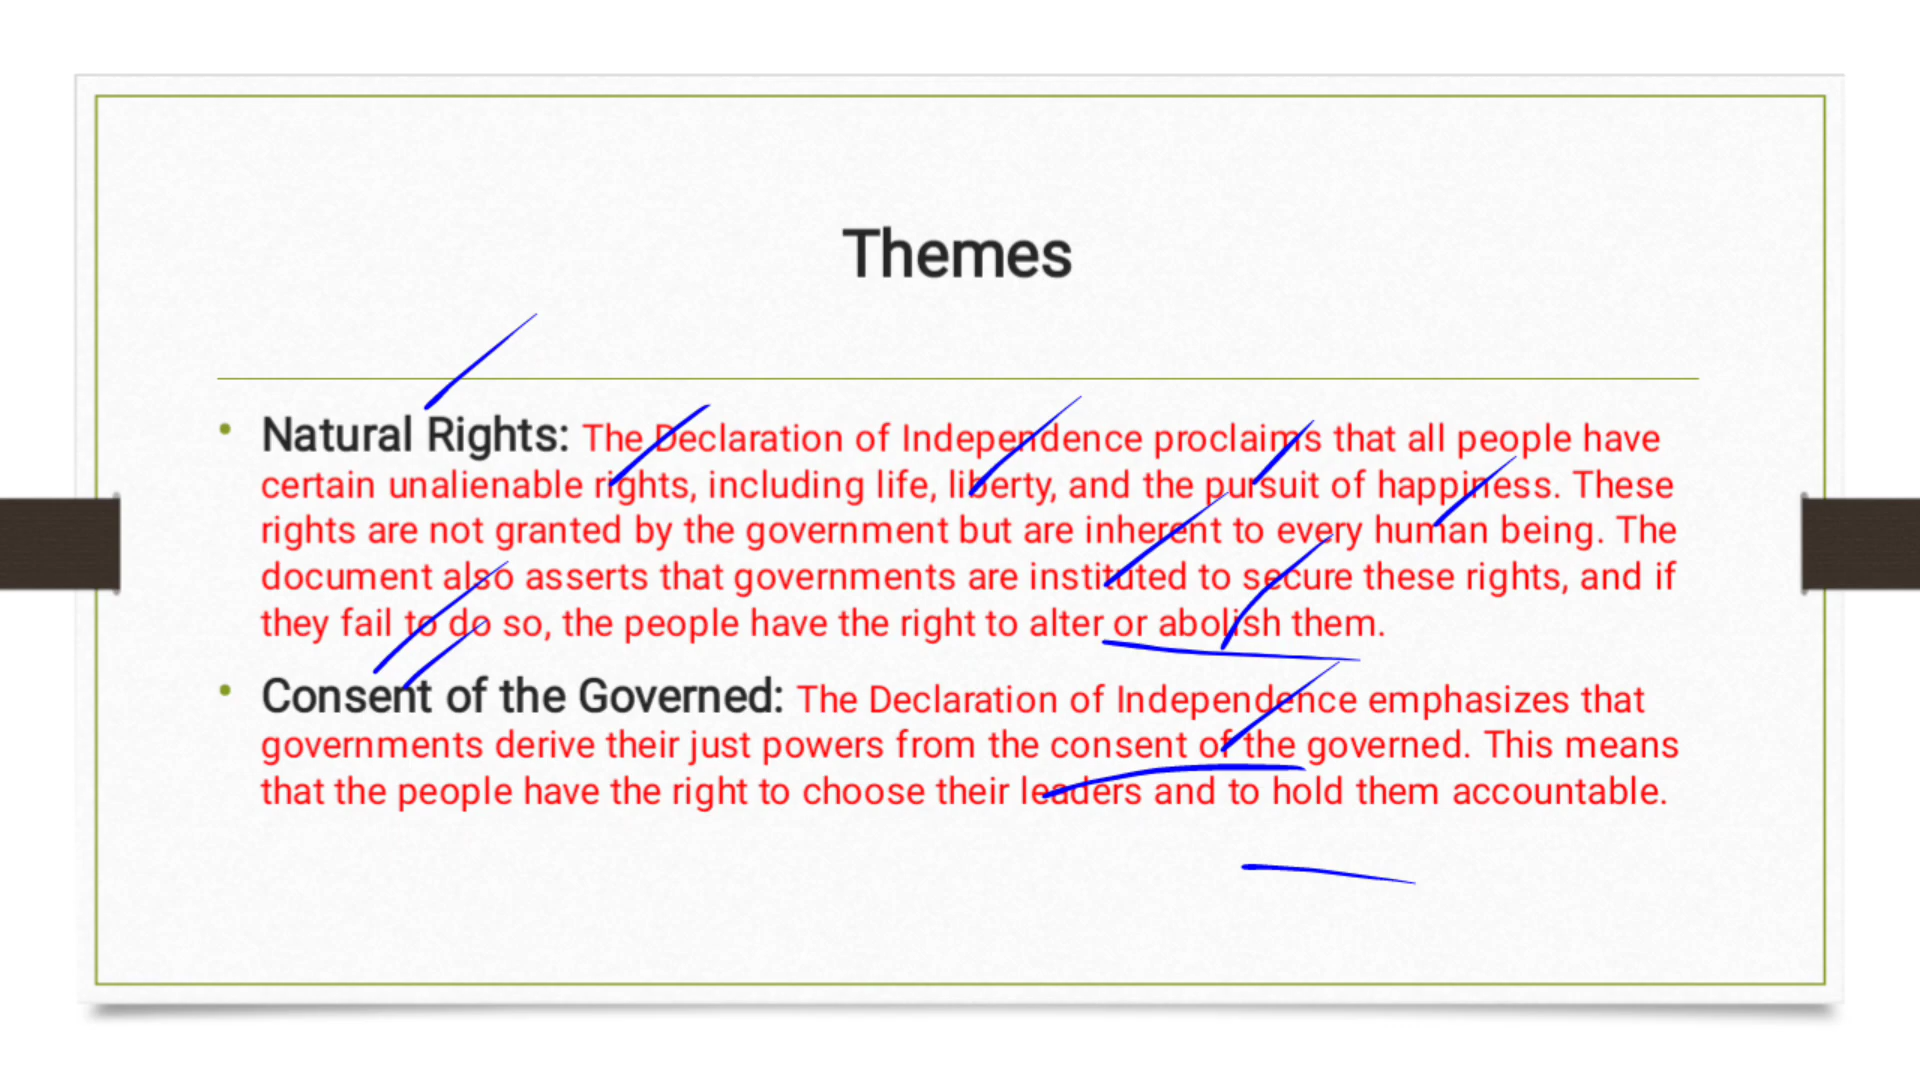 Themes
• Natural Rights: The Declaration of Independence proclaims that all people have
certain unalienable rights, including life, liberty, and the pursuit of happiness. These
rights are not granted by the government but are inherent to every human being. The
document also asserts that governments are instituted to secure these rights, and if
they fail to do so, the people have the right to alter or abolish them.
• Consent of the Governed: The Declaration of Independence emphasizes that
governments derive their just powers from the consent of the governed. This means
that the people have the right to choose their leaders and to hold them accountable.